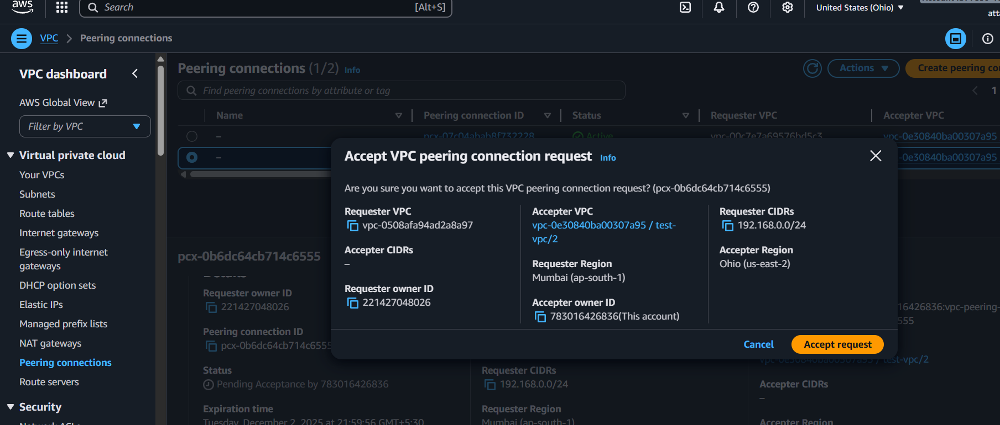 aws
Search
[Alt+S]
United States (Ohio)
VPC
Peering connections
VPC dashboard
AWS Global View
Filter by VPC
Virtual private cloud
Your VPCs
Subnets
Route tables
Internet gateways
Egress-only internet
gateways
DHCP option sets
Elastic IPs
Managed prefix lists
NAT gateways
Peering connections
Route servers
Security
Peering connections (1/2) Info
Actions
Create peering co
Find peering connections by attribute or tag
1
Name
Peering connection ID
Status
Requester VPC
Accepter VPC
–
pcx-07c04abab8f732228
Active
vpc-00c7e7a69576bd5c3
vpc-0e30840ba00307a95
–
-0e30840ba00307a95
Accept VPC peering connection request Info
Are you sure you want to accept this VPC peering connection request? (pcx-0b6dc64cb714c6555)
Requester VPC
vpc-0508afa94ad2a8a97
Accepter CIDRs
–
Requester owner ID
221427048026
Accepter VPC
vpc-0e30840ba00307a95 / test-
vpc/2
Requester Region
Mumbai (ap-south-1)
Accepter owner ID
783016426836(This account)
Requester CIDRs
192.168.0.0/24
Accepter Region
Ohio (us-east-2)
Cancel
Accept request
pcx-0b6dc64cb714c6555
Details
Requester owner ID
221427048026
Peering connection ID
pcx-0b6dc64cb714c6555
Status
Pending Acceptance by 783016426836
Expiration time
Tuesday, December 2, 2025 at 21:59:56 GMT+5:30
Requester CIDRs
192.168.0.0/24
Requester Region
Mumbai (ap-south-1)
16426836:vpc-peering-
555
vpc-0e30840ba00307a95 / test-vpc/2
Accepter CIDRs
–
Accepter Region